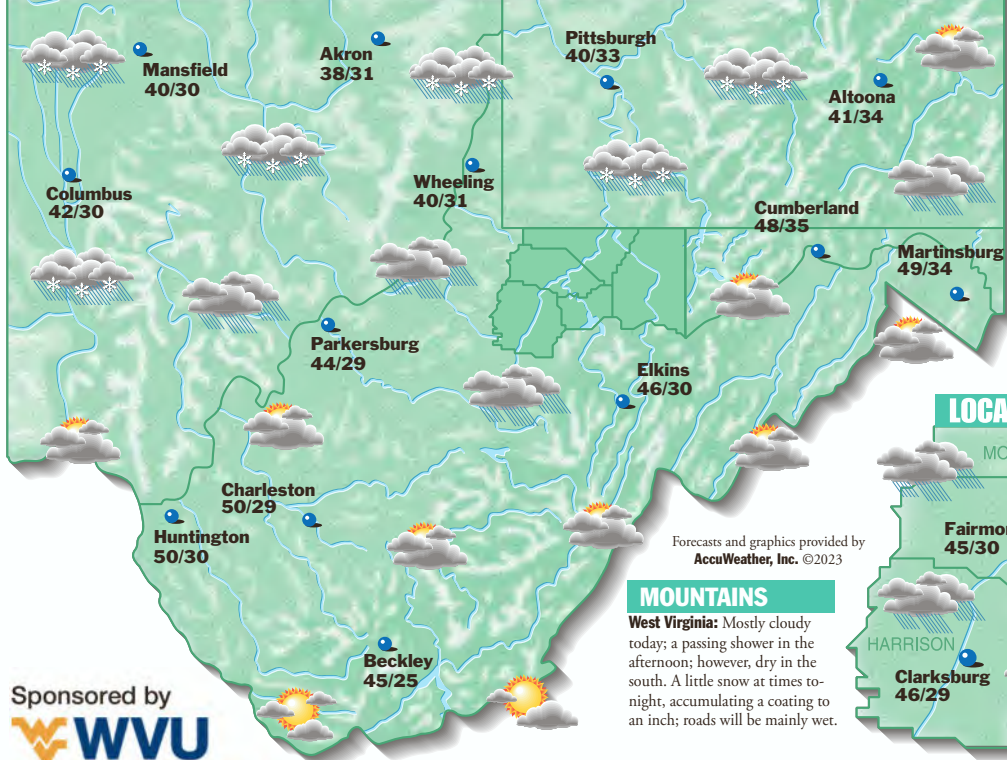 Mansfield
40/30
Akron
38/31
Pittsburgh
40/33
Altoona
41/34
Columbus
42/30
Wheeling
40/31
Cumberland
48/35
Martinsburg
49/34
Parkersburg
44/29
Elkins
46/30
Charleston
50/29
Huntington
50/30
Beckley
45/25
Forecasts and graphics provided by
AccuWeather, Inc. ©2023
MOUNTAINS
West Virginia: Mostly cloudy
today; a passing shower in the
afternoon; however, dry in the
south. A little snow at times to-
night, accumulating a coating to
an inch; roads will be mainly wet.
LOCA
MO
Fairmo
45/30
HARRISON
Clarksburg
46/29
Sponsored by
WVU